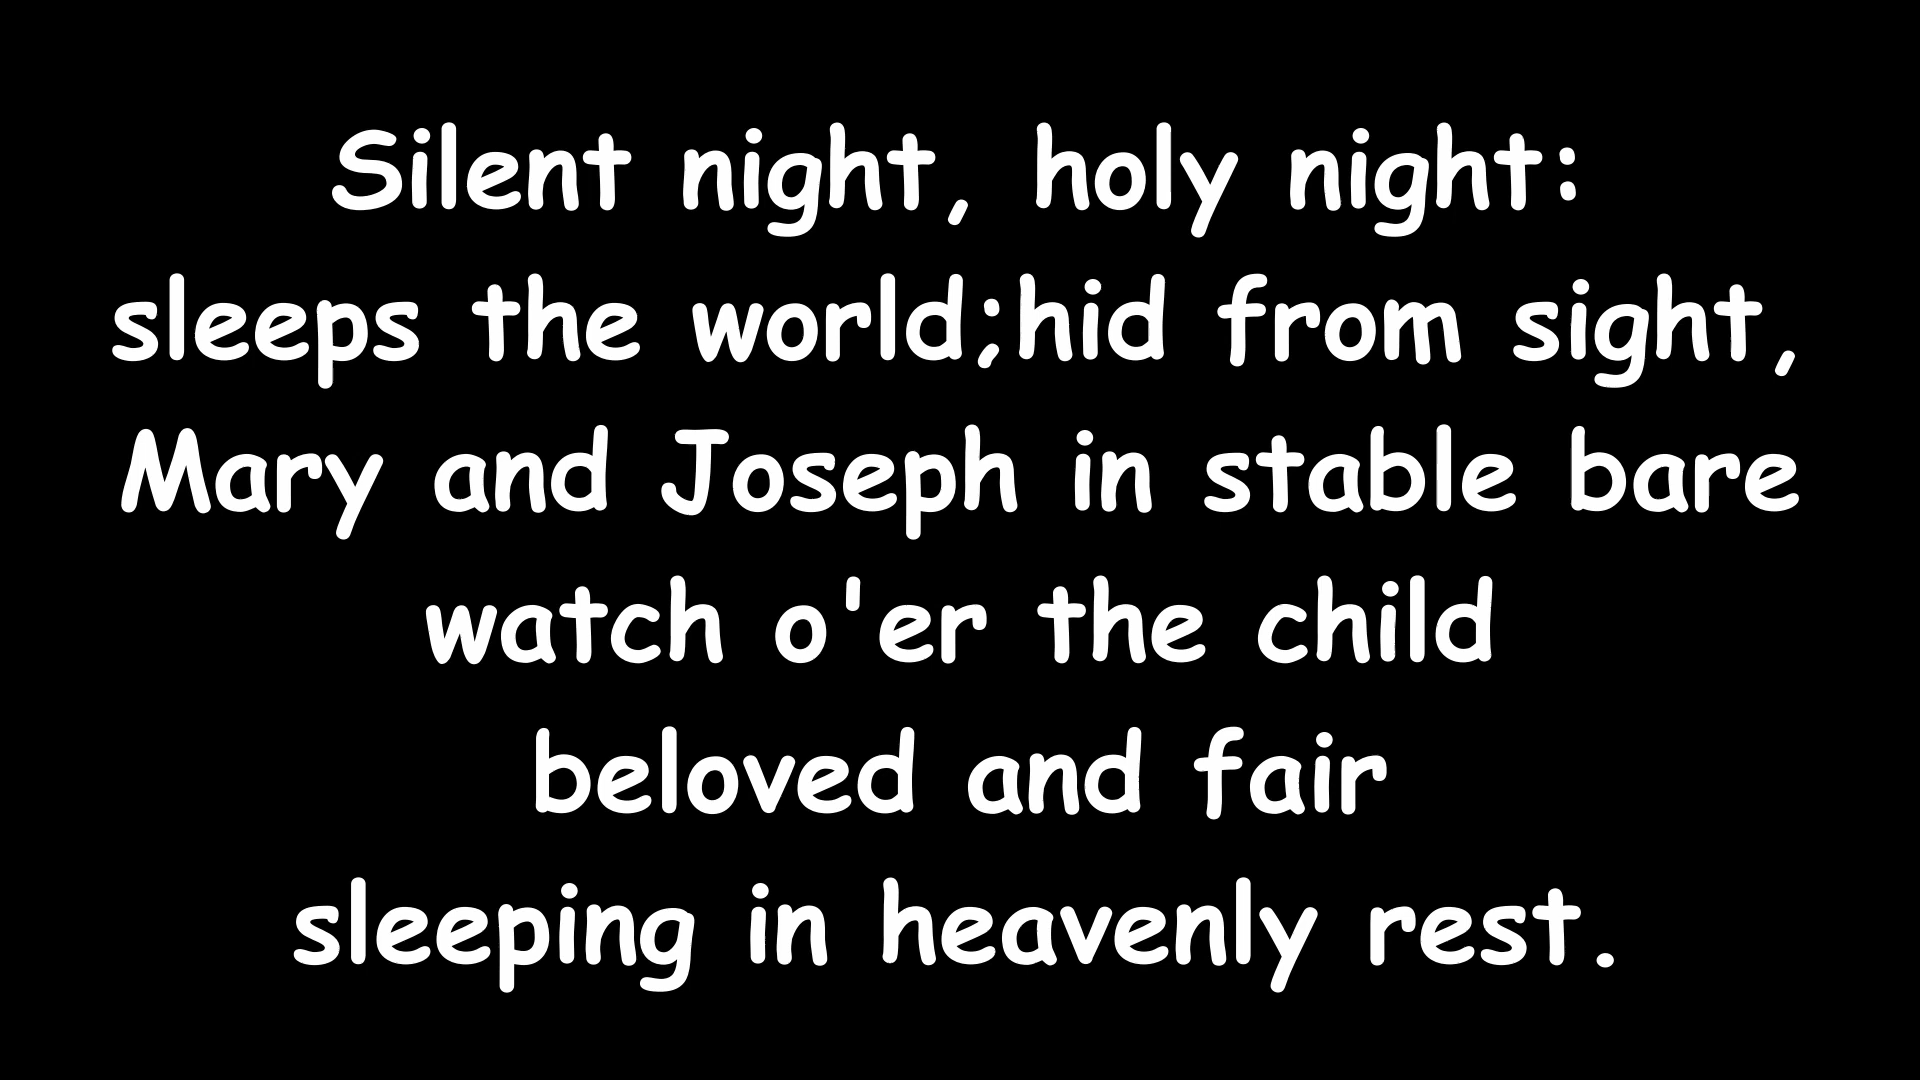 Silent night, holy night:
sleeps the world;hid from sight,
Mary and Joseph in stable bare
watch o'er the child
beloved and fair
sleeping in heavenly rest.